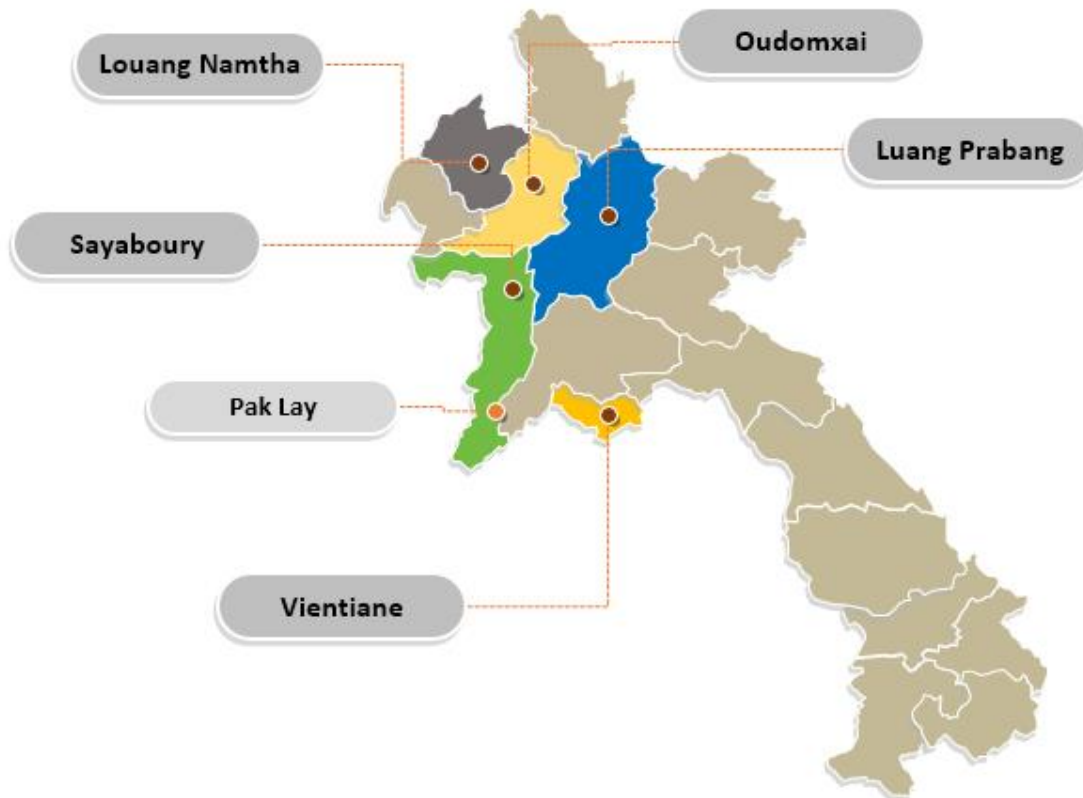 Oudomxai
Louang Namtha
Luang Prabang
Sayaboury
Pak Lay
Vientiane